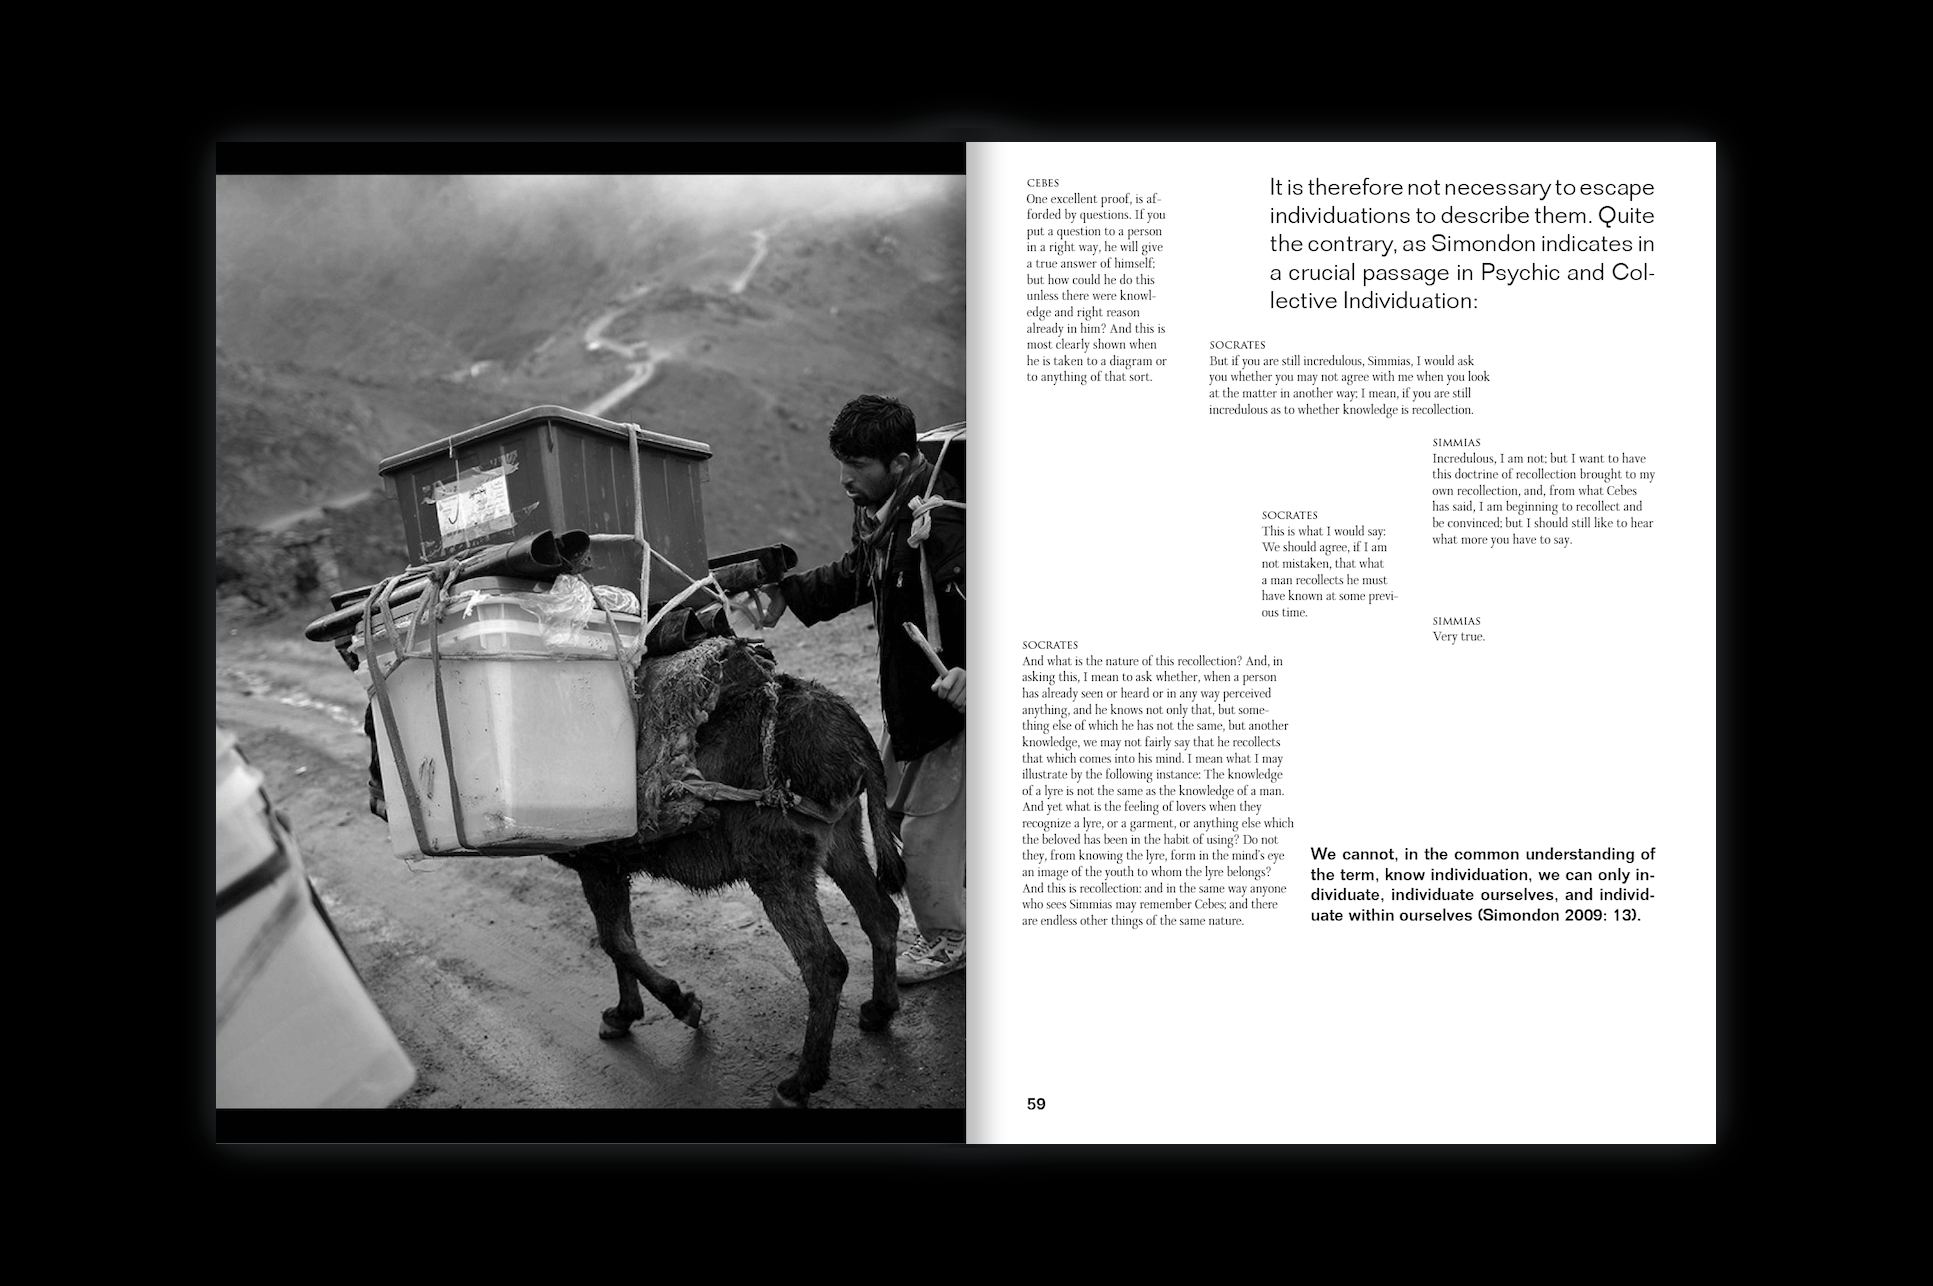 CEBES
One excellent proof, is af-
forded by questions. If you
put a question to a person
in a right way, he will give
a true answer of himself;
but how could he do this
unless there were knowl-
edge and right reason
already in him? And this is
most clearly shown when
he is taken to a diagram or
to anything of that sort.
It is therefore not necessary to escape
individuations to describe them. Quite
the contrary, as Simondon indicates in
a crucial passage in Psychic and Col-
lective Individuation:
SOCRATES
But if you are still incredulous, Simmias, I would ask
you whether you may not agree with me when you look
at the matter in another way; I mean, if you are still
incredulous as to whether knowledge is recollection.
SIMMIAS
Incredulous, I am not; but I want to have
this doctrine of recollection brought to my
own recollection, and, from what Cebes
has said, I am beginning to recollect and
be convinced; but I should still like to hear
what more you have to say.
SOCRATES
This is what I would say:
We should agree, if I am
not mistaken, that what
a man recollects he must
have known at some previ-
ous time.
SIMMIAS
Very true.
SOCRATES
And what is the nature of this recollection? And, in
asking this, I mean to ask whether, when a person
has already seen or heard or in any way perceived
anything, and he knows not only that, but some-
thing else of which he has not the same, but another
knowledge, we may not fairly say that he recollects
that which comes into his mind. I mean what I may
illustrate by the following instance: The knowledge
of a lyre is not the same as the knowledge of a man.
And yet what is the feeling of lovers when they
recognize a lyre, or a garment, or anything else which
the beloved has been in the habit of using? Do not
they, from knowing the lyre, form in the mind's eye
an image of the youth to whom the lyre belongs?
And this is recollection: and in the same way anyone
who sees Simmias may remember Cebes; and there
are endless other things of the same nature.
We cannot, in the common understanding of
the term, know individuation, we can only in-
dividuate, individuate ourselves, and individ-
uate within ourselves (Simondon 2009: 13).
59